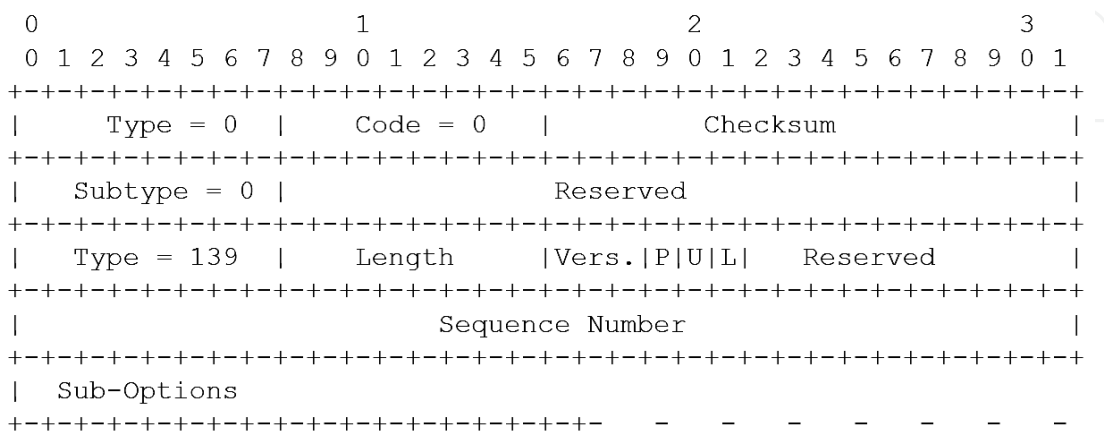 0                   1                   2                   3
 0 1 2 3 4 5 6 7 8 9 0 1 2 3 4 5 6 7 8 9 0 1 2 3 4 5 6 7 8 9 0 1
+-+-+-+-+-+-+-+-+-+-+-+-+-+-+-+-+-+-+-+-+-+-+-+-+-+-+-+-+-+-+-+-+
|     Type = 0  |    Code = 0   |         Checksum              |
+-+-+-+-+-+-+-+-+-+-+-+-+-+-+-+-+-+-+-+-+-+-+-+-+-+-+-+-+-+-+-+-+
|   Subtype = 0 |                Reserved                       |
+-+-+-+-+-+-+-+-+-+-+-+-+-+-+-+-+-+-+-+-+-+-+-+-+-+-+-+-+-+-+-+-+
|   Type = 139  |    Length     |Vers.|P|U|L|   Reserved        |
+-+-+-+-+-+-+-+-+-+-+-+-+-+-+-+-+-+-+-+-+-+-+-+-+-+-+-+-+-+-+-+-+
|                         Sequence Number                       |
+-+-+-+-+-+-+-+-+-+-+-+-+-+-+-+-+-+-+-+-+-+-+-+-+-+-+-+-+-+-+-+-+
|  Sub-Options
+-+-+-+-+-+-+-+-+-+-+-+-+-+-+-+-+-+-   -   -   -   -   -   -   -